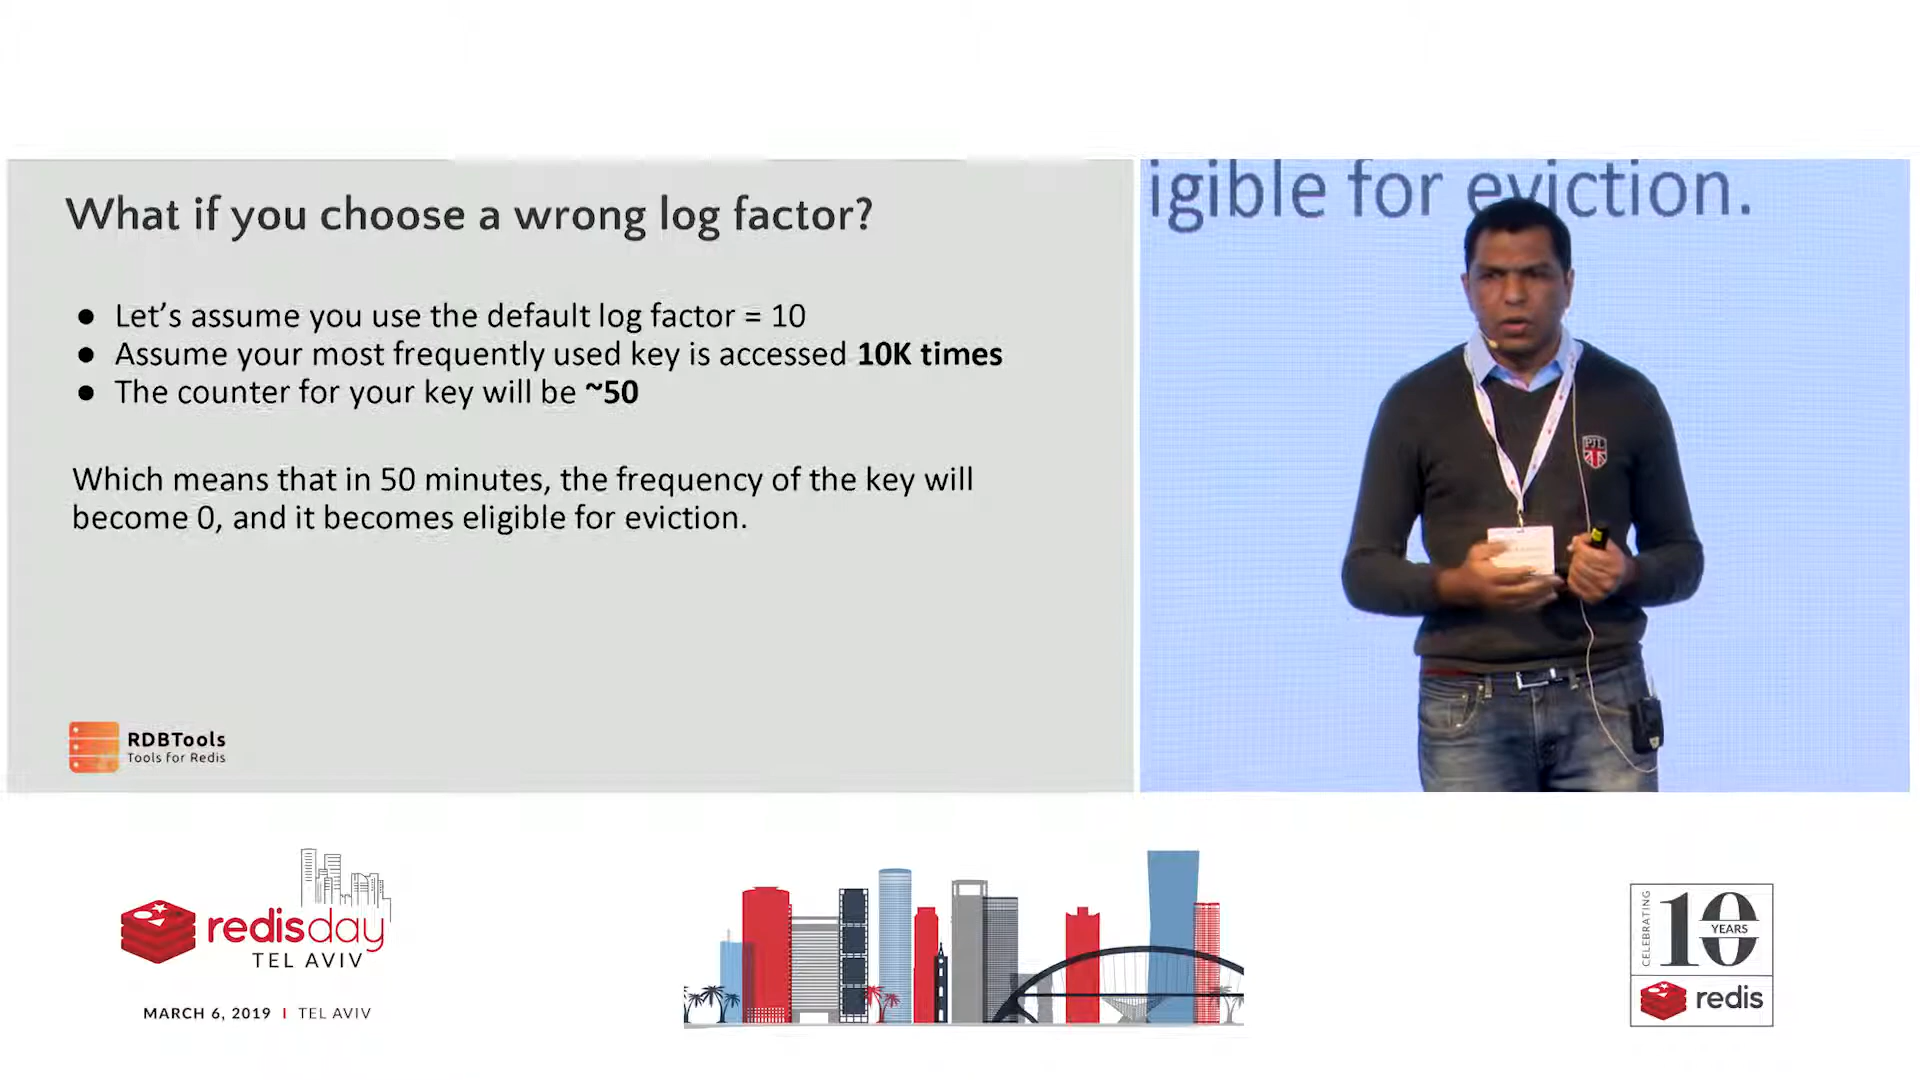 What if you choose a wrong log factor?
● Let's assume you use the default log factor = 10
● Assume your most frequently used key is accessed 10K times
● The counter for your key will be ~50
Which means that in 50 minutes, the frequency of the key will
become 0, and it becomes eligible for eviction.
RDBTools
Tools for Redis
igible for eviction.
PJL
redisday
TEL AVIV
MARCH 6, 2019 | TEL AVIV
CELEBRATING
10
YEARS
redis